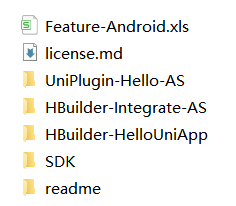 Feature-Android.xls
license.md
UniPlugin-Hello-AS
HBuilder-Integrate-AS
HBuilder-HelloUniApp
SDK
readme